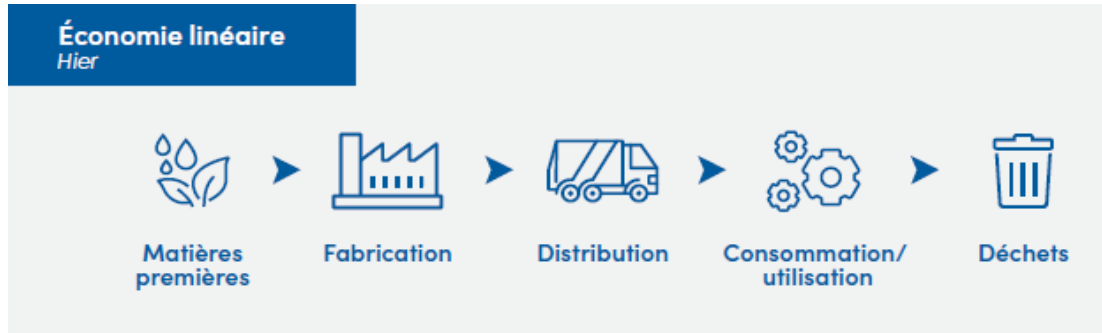 Économie linéaire
Hier
Matières
premières
Fabrication
Distribution
Consommation/
utilisation
Déchets